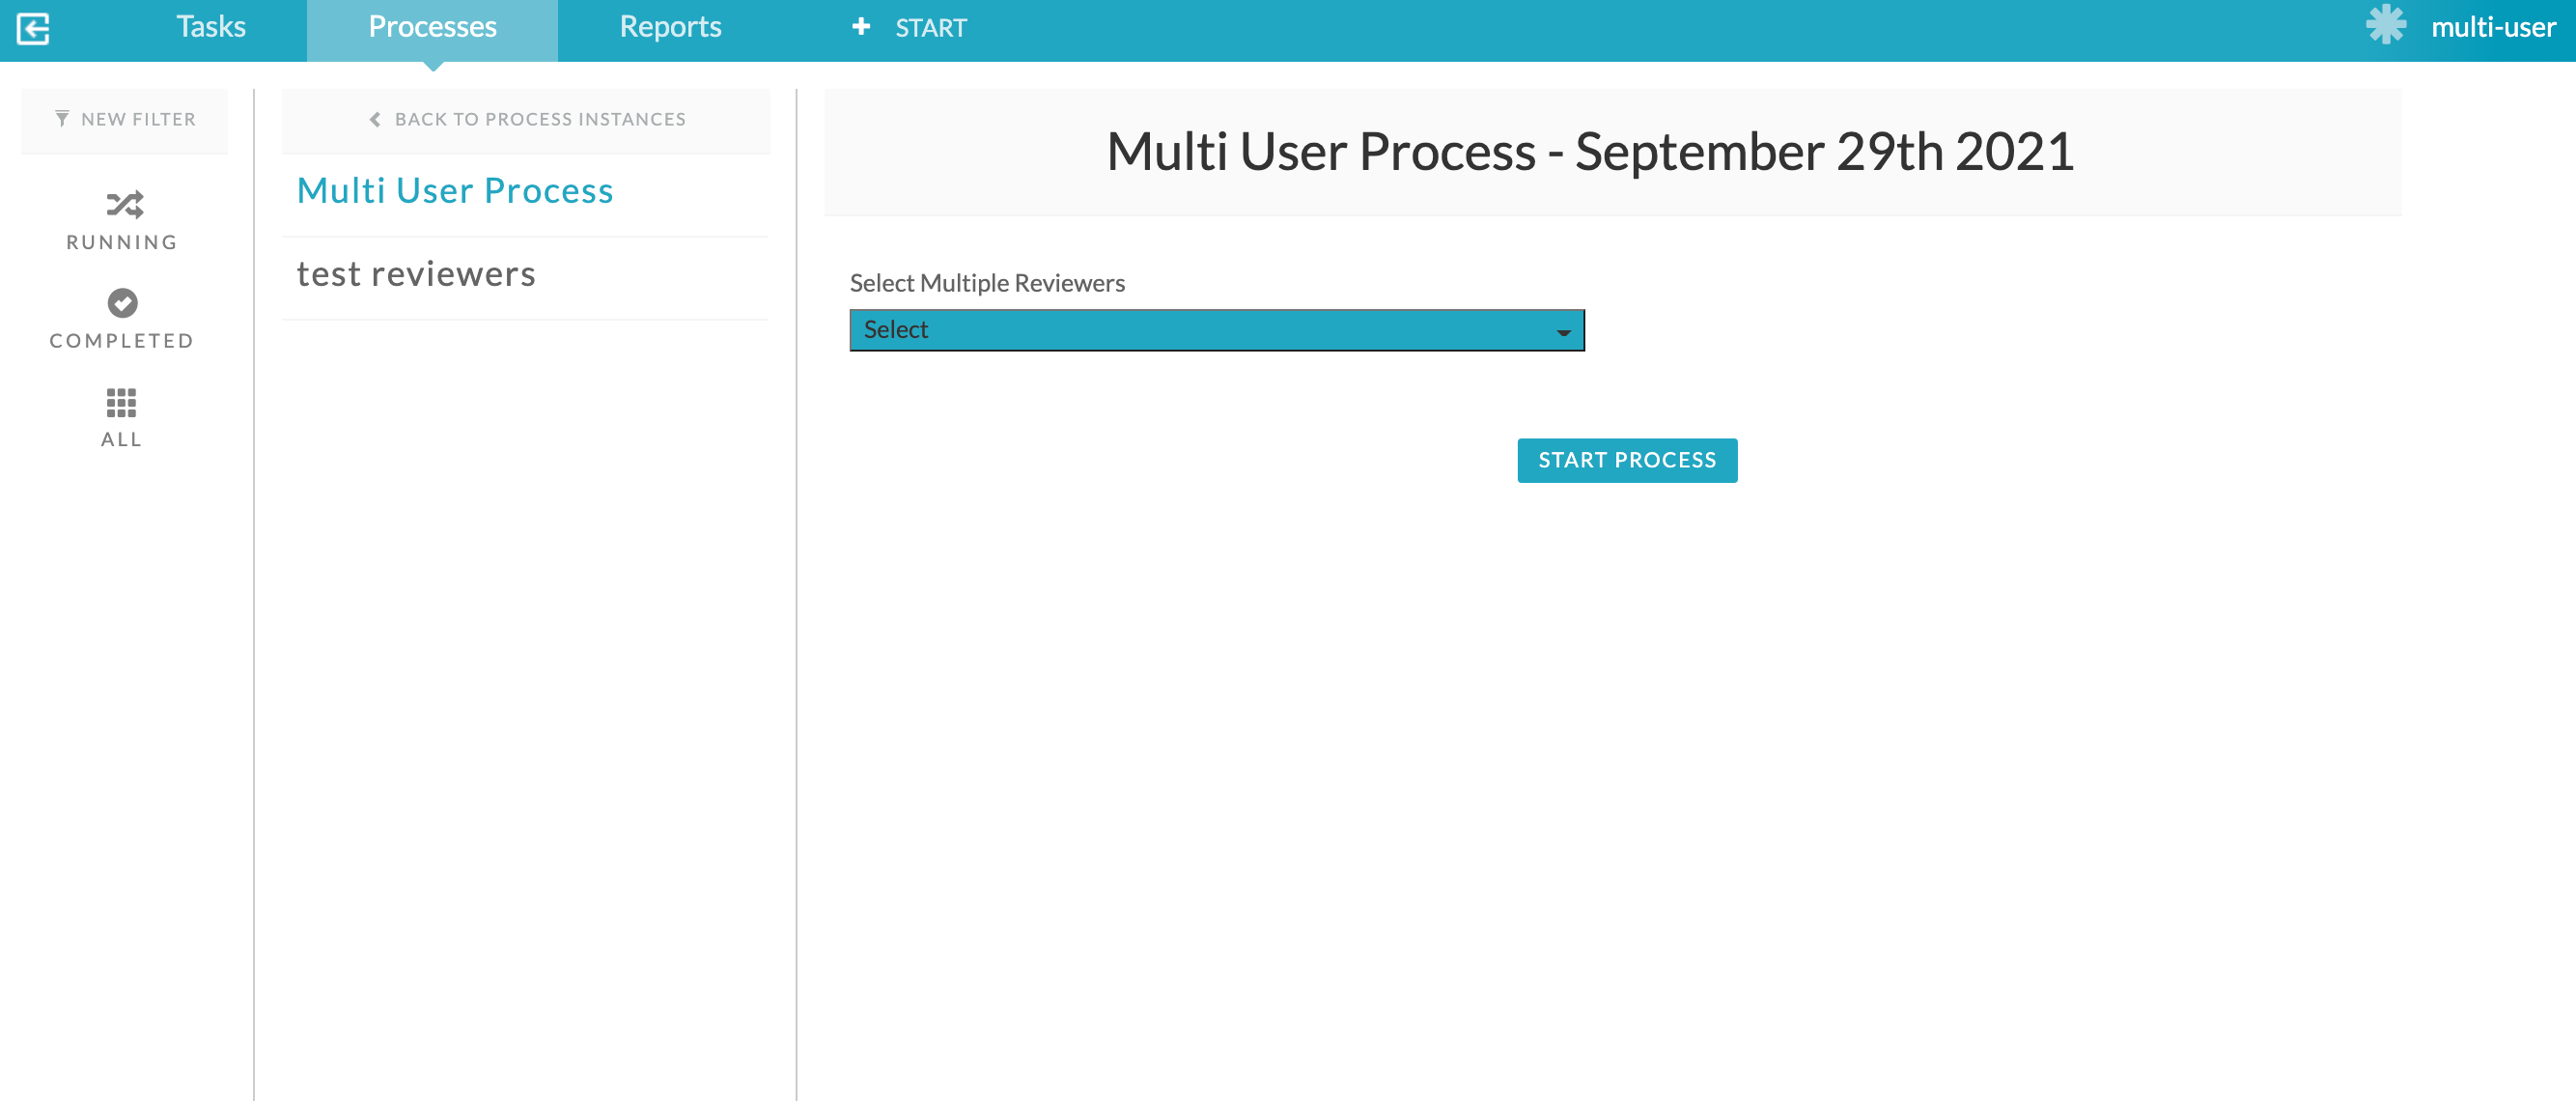 Tasks
Processes
Reports
START
multi-user
NEW FILTER
RUNNING
COMPLETED
ALL
BACK TO PROCESS INSTANCES
Multi User Process
test reviewers
Multi User Process - September 29th 2021
Select Multiple Reviewers
Select
START PROCESS